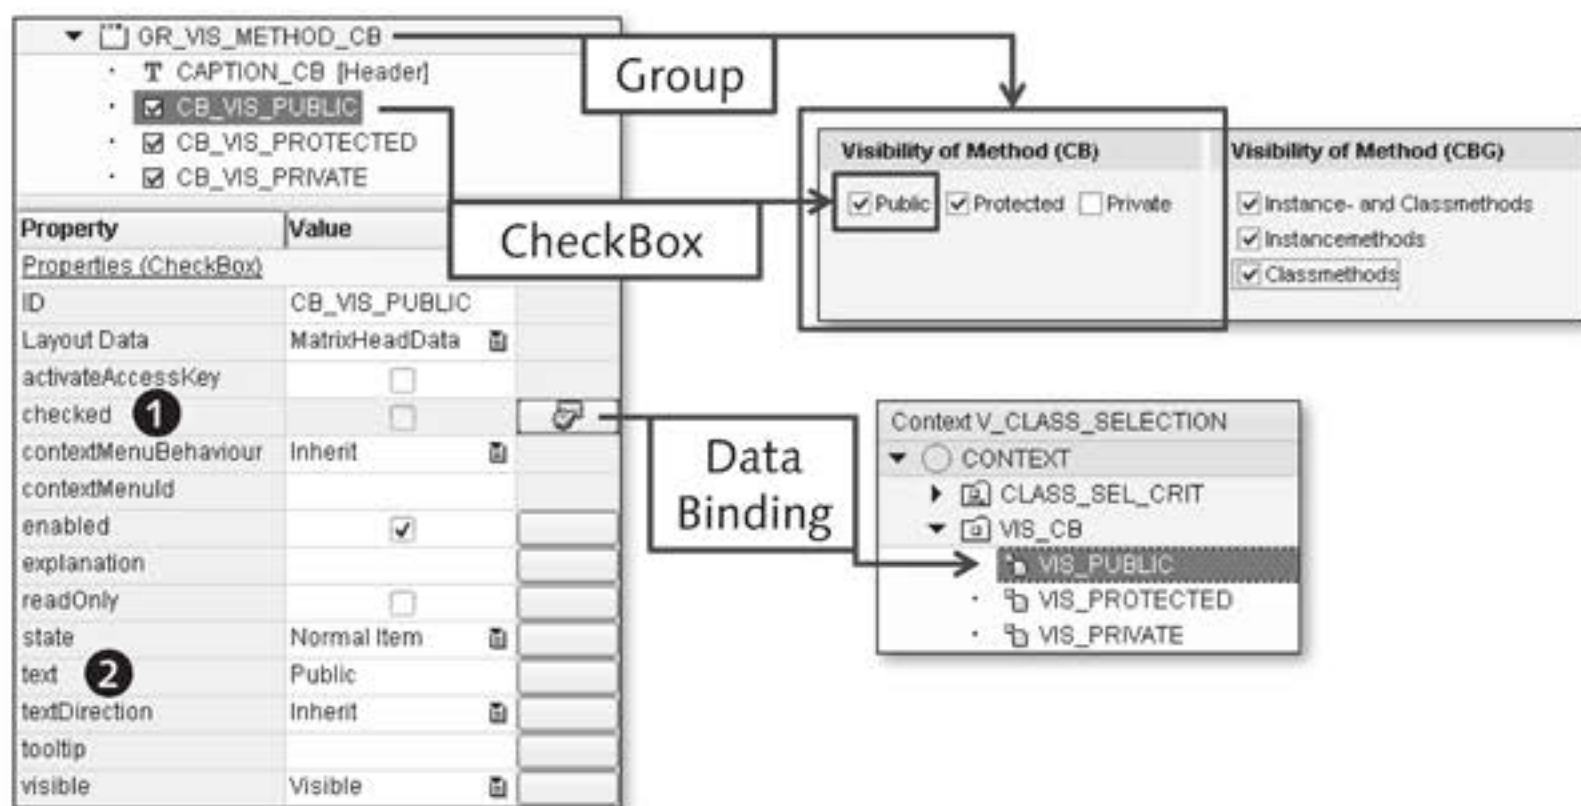 GR_VIS_METHOD_CB
CAPTION_CB [Header]
CB_VIS_PUBLIC
CB_VIS_PROTECTED
CB_VIS_PRIVATE
Group
CheckBox
Data
Binding
Property Value
Properties (CheckBox)
ID CB_VIS_PUBLIC
Layout Data MatrixHeadData
activateAccessKey
checked 1
contextMenuBehaviour Inherit
contextMenuId
enabled
explanation
readOnly
state Normal Item
text 2 Public
textDirection Inherit
tooltip
visible Visible
Visibility of Method (CB)
Public Protected Private
Visibility of Method (CBG)
Instance- and Classmethods
Instancemethods
Classmethods
Context V_CLASS_SELECTION
CONTEXT
CLASS_SEL_CRIT
VIS_CB
VIS_PUBLIC
VIS_PROTECTED
VIS_PRIVATE